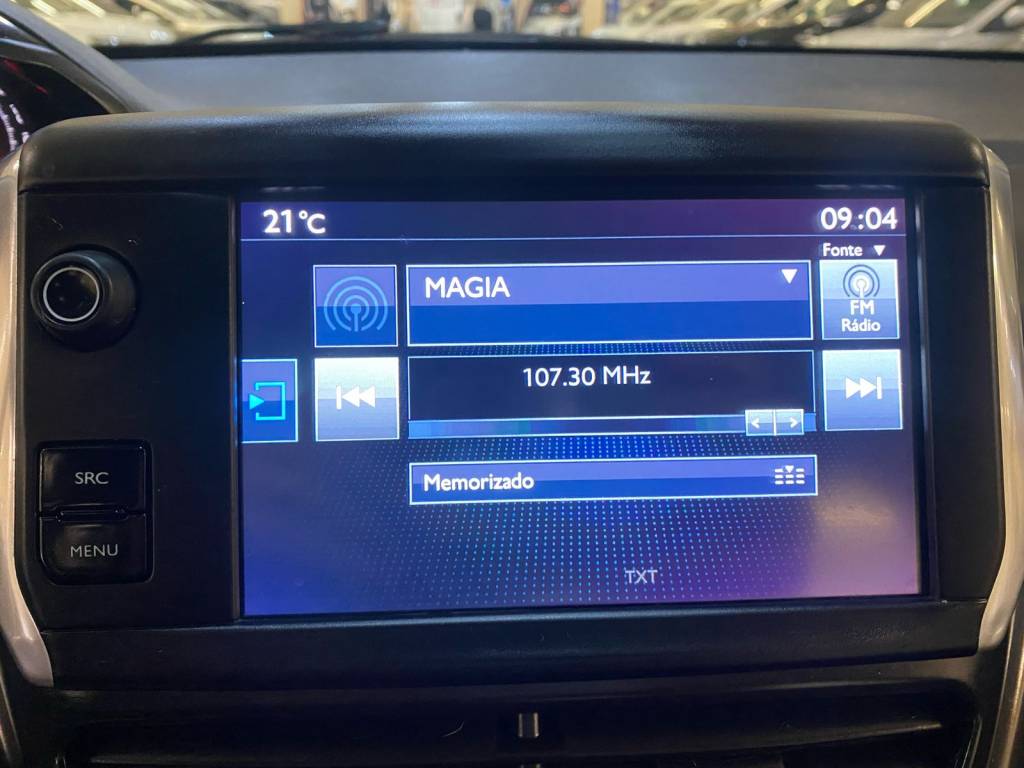 21°C
09:04
Fonte
MAGIA
FM
Rádio
107.30 MHz
SRC
Memorizado
MENU
TXT